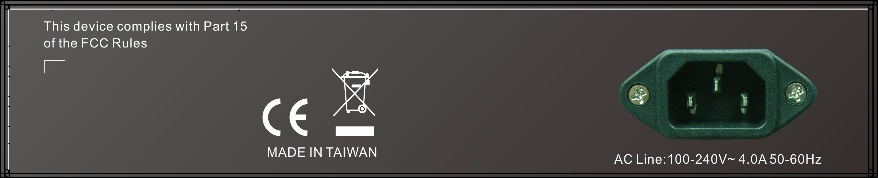 This device complies with Part 15
of the FCC Rules
CE
MADE IN TAIWAN
AC Line:100-240V~ 4.0A 50-60Hz